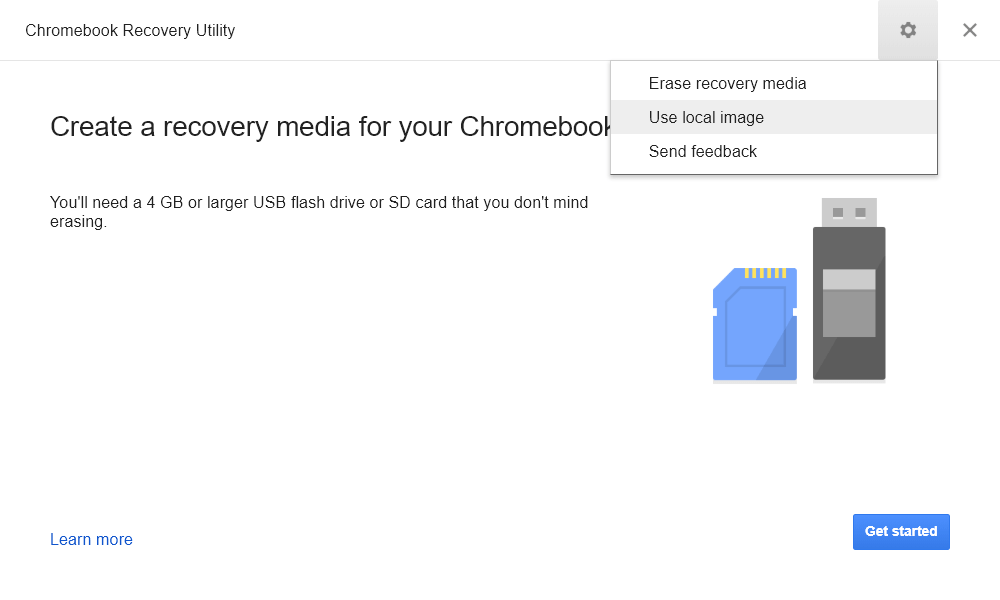 Chromebook Recovery Utility
Erase recovery media
Use local image
Send feedback
Create a recovery media for your Chromebook
You'll need a 4 GB or larger USB flash drive or SD card that you don't mind
erasing.
Learn more
Get started